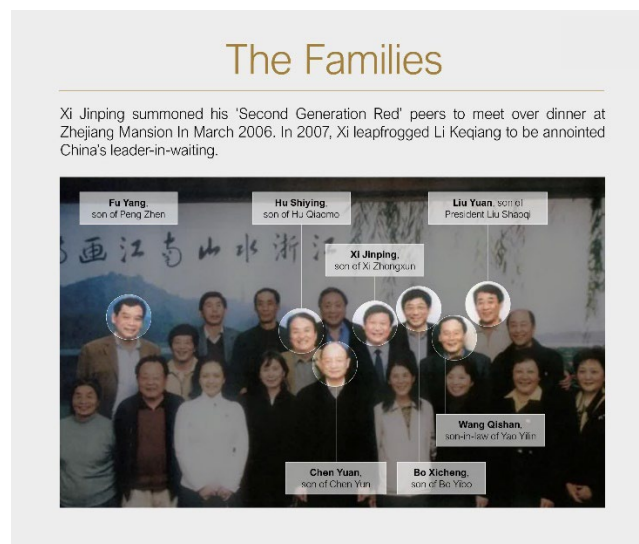 The Families
Xi Jinping summoned his 'Second Generation Red' peers to meet over dinner at
Zhejiang Mansion In March 2006. In 2007, Xi leapfrogged Li Keqiang to be annointed
China's leader-in-waiting.
Fu Yang,
son of Peng Zhen
Hu Shiying,
son of Hu Qiaomo
Liu Yuan, son of
President Liu Shaoqi
Xi Jinping,
son of Xi Zhongxun
画江南山水浙江
Wang Qishan,
son-in-law of Yao Yilin
Chen Yuan,
son of Chen Yun
Bo Xicheng,
son of Bo Yibo